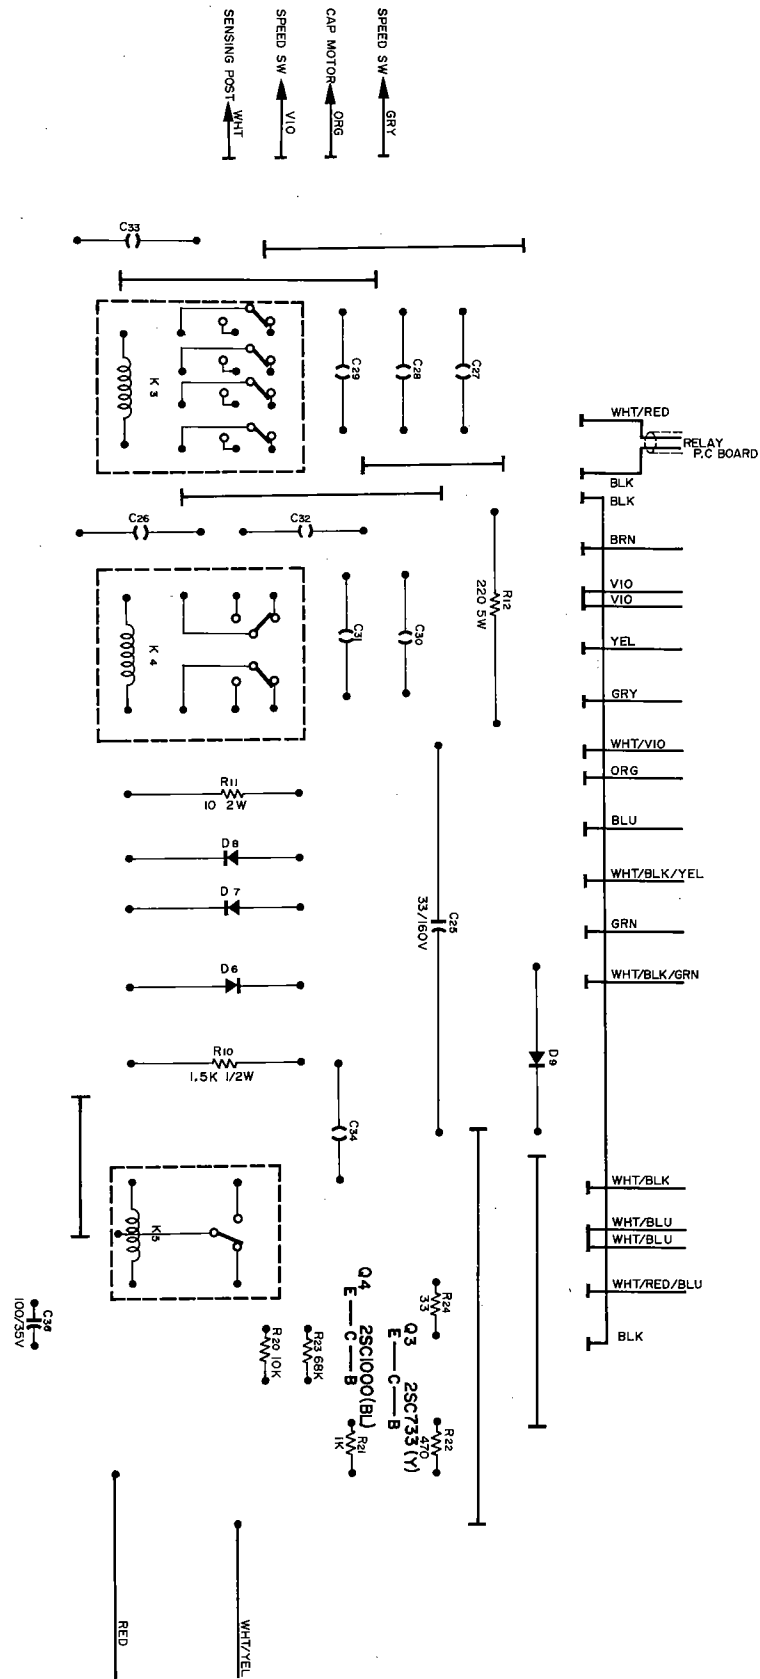 SENSING POST
WHT
SPEED SW
VIO
CAP MOTOR
ORG
SPEED SW
GRY
C33
K 3
C29
C28
C27
WHT/RED
RELAY
P.C BOARD
BLK
BLK
C26
C32
BRN
R12
220 5W
VIO
VIO
K 4
C31
C30
YEL
GRY
WHT/VIO
ORG
R11
10 2W
BLU
D8
WHT/BLK/YEL
D7
C25
33/160V
GRN
D6
WHT/BLK/GRN
R10
1.5K 1/2W
D9
C34
WHT/BLK
K5
WHT/BLU
WHT/BLU
R24
33
WHT/RED/BLU
C36
100/35V
R20 10K
R23 68K
Q4 2SC1000(BL)
E C B
Q3 2SC733(Y)
E C B
BLK
R21
1K
R22
470
RED
WHT/YEL